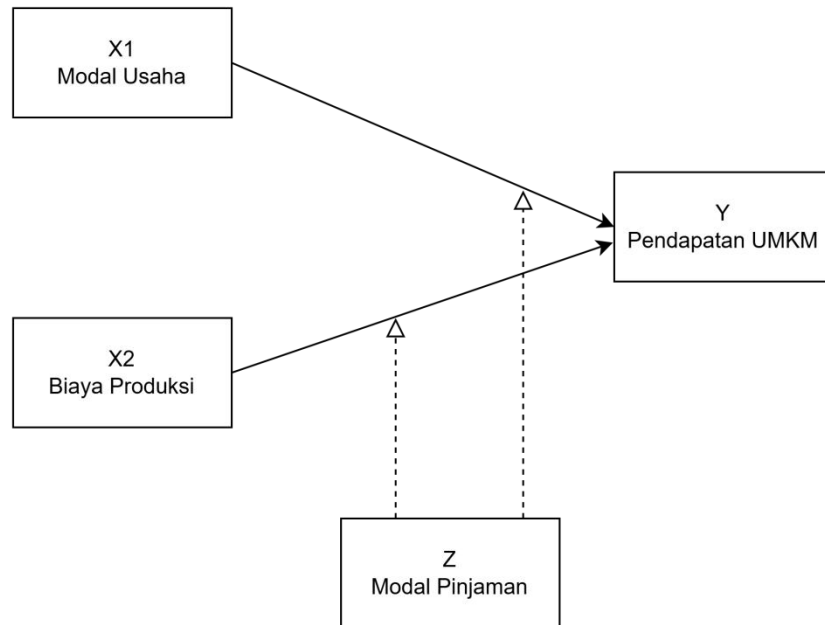 X1
Modal Usaha
Y
Pendapatan UMKM
X2
Biaya Produksi
Z
Modal Pinjaman